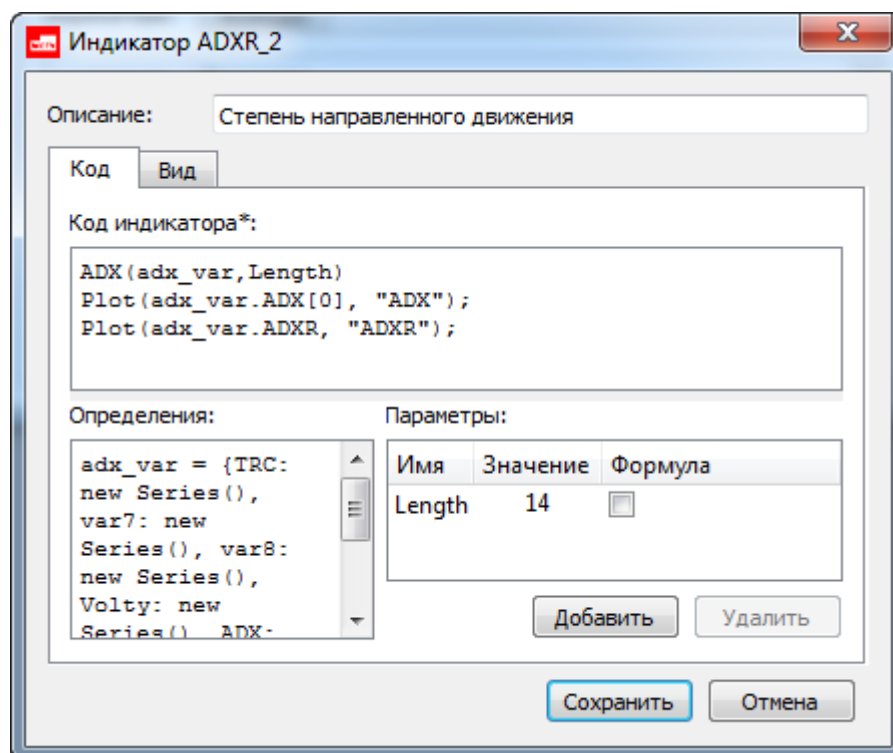 Индикатор ADXR_2
Описание: Степень направленного движения
Код Вид
Код индикатора*:
ADX(adx_var,Length)
Plot(adx_var.ADX[0], "ADX");
Plot(adx_var.ADXR, "ADXR");
Определения:
adx_var = {TRC:
new Series(),
var7: new
Series(), var8:
new Series(),
Volty: new
Series(), ADX:
Параметры:
Имя Значение Формула
Length 14
Добавить Удалить
Сохранить Отмена